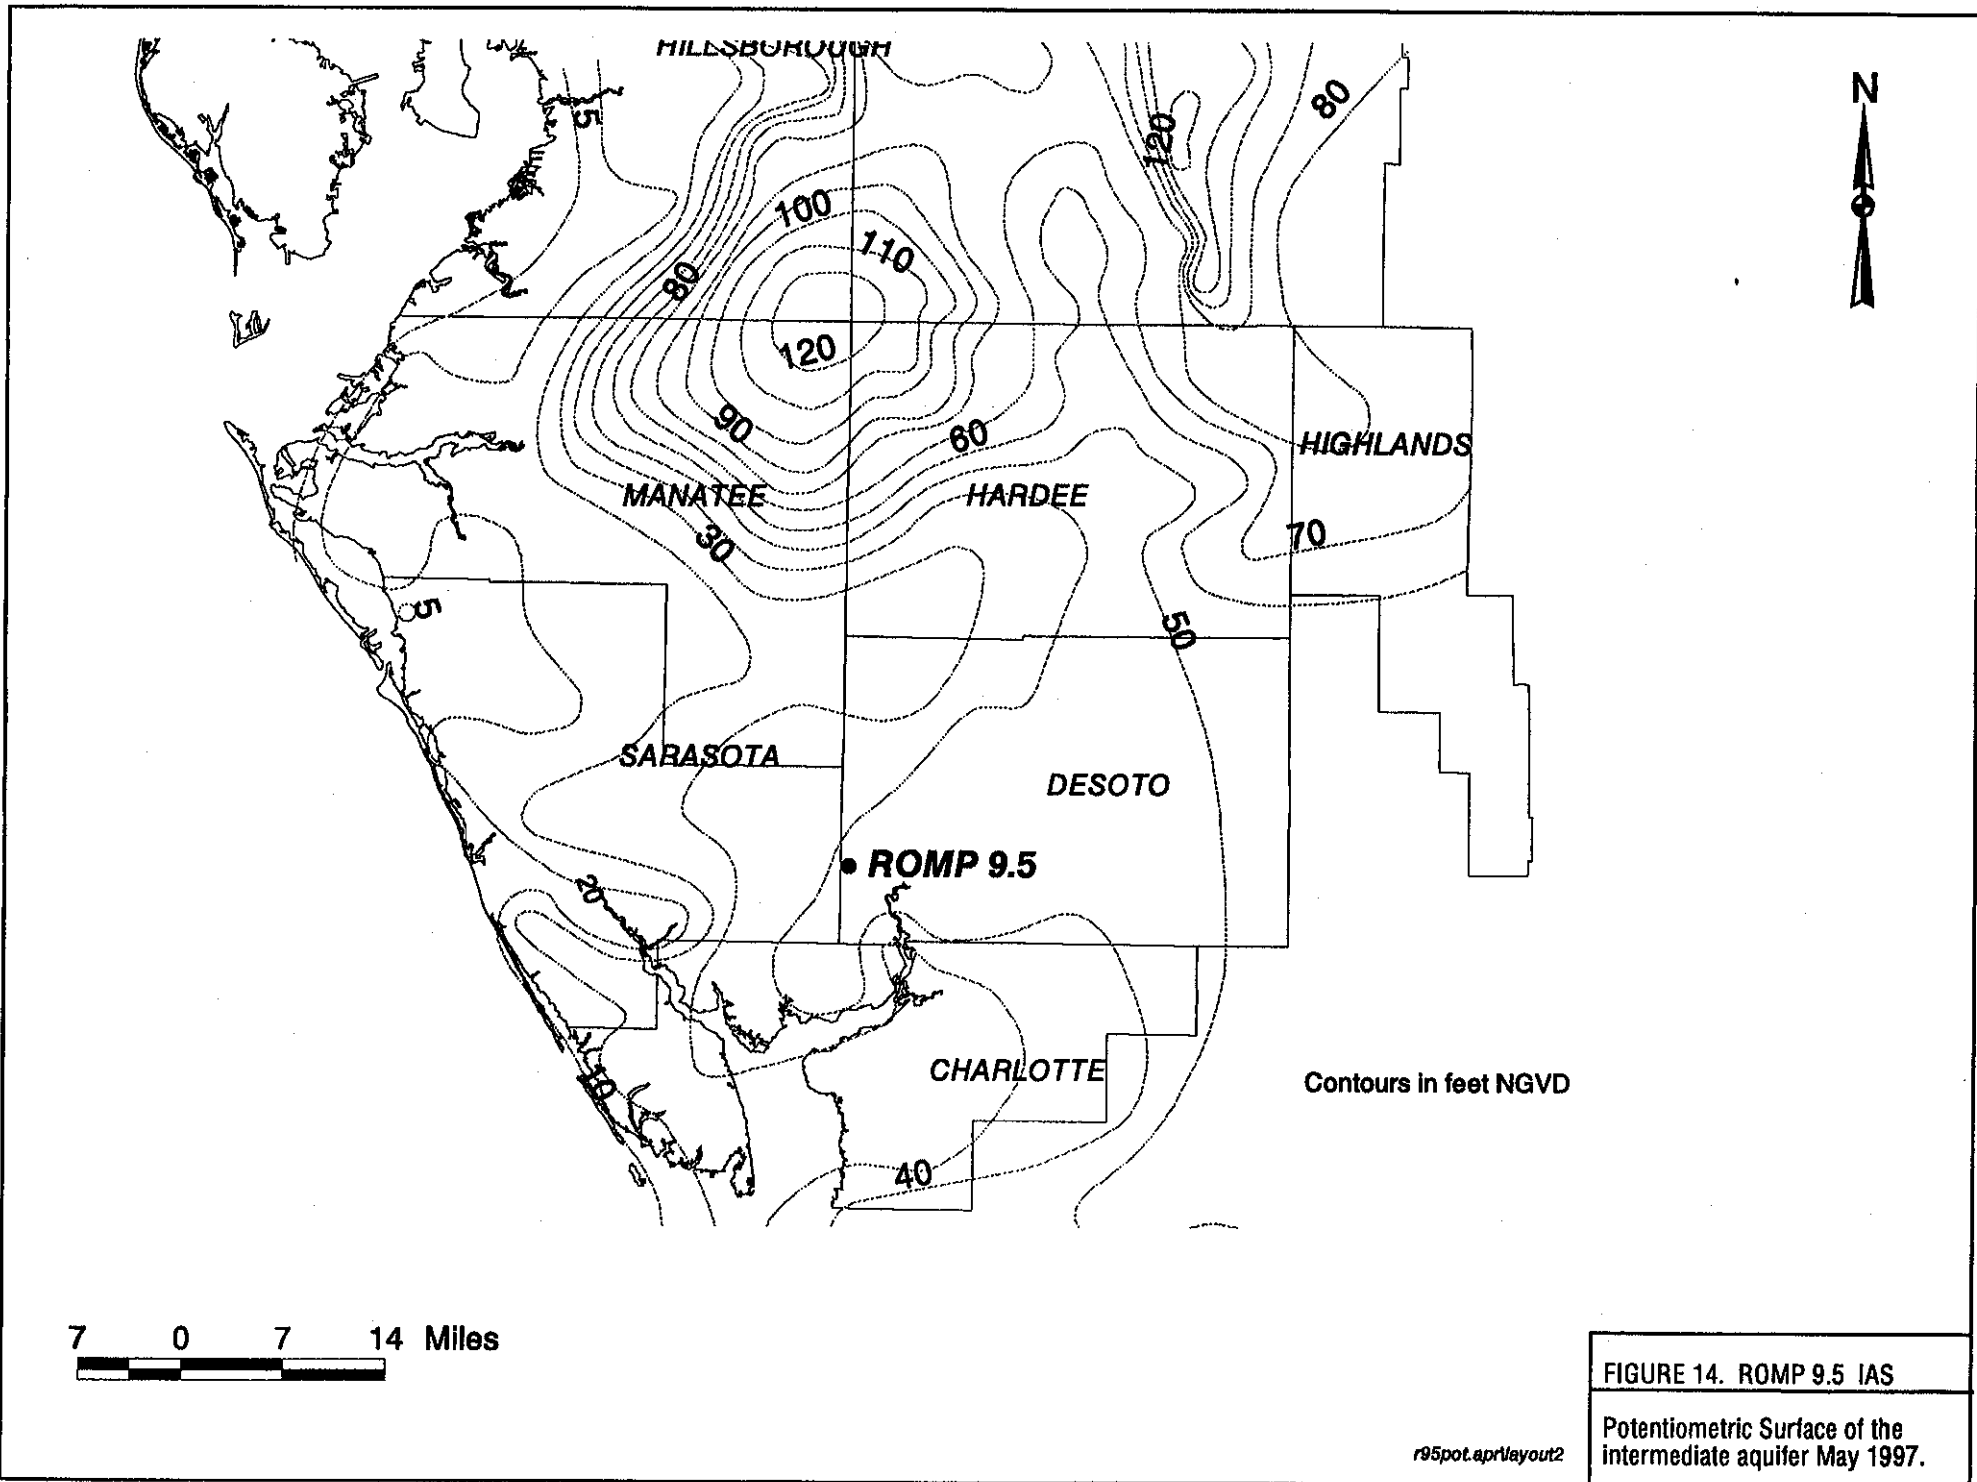 HILLSBOROUGH
N
5
80
120
100
110
80
120
90
60
HIGHLANDS
MANATEE
HARDEE
30
70
5
50
SARASOTA
DESOTO
ROMP 9.5
20
CHARLOTTE
10
Contours in feet NGVD
40
7 0 7 14 Miles
FIGURE 14. ROMP 9.5 IAS
Potentiometric Surface of the
intermediate aquifer May 1997.
r95pot.apr\layout2